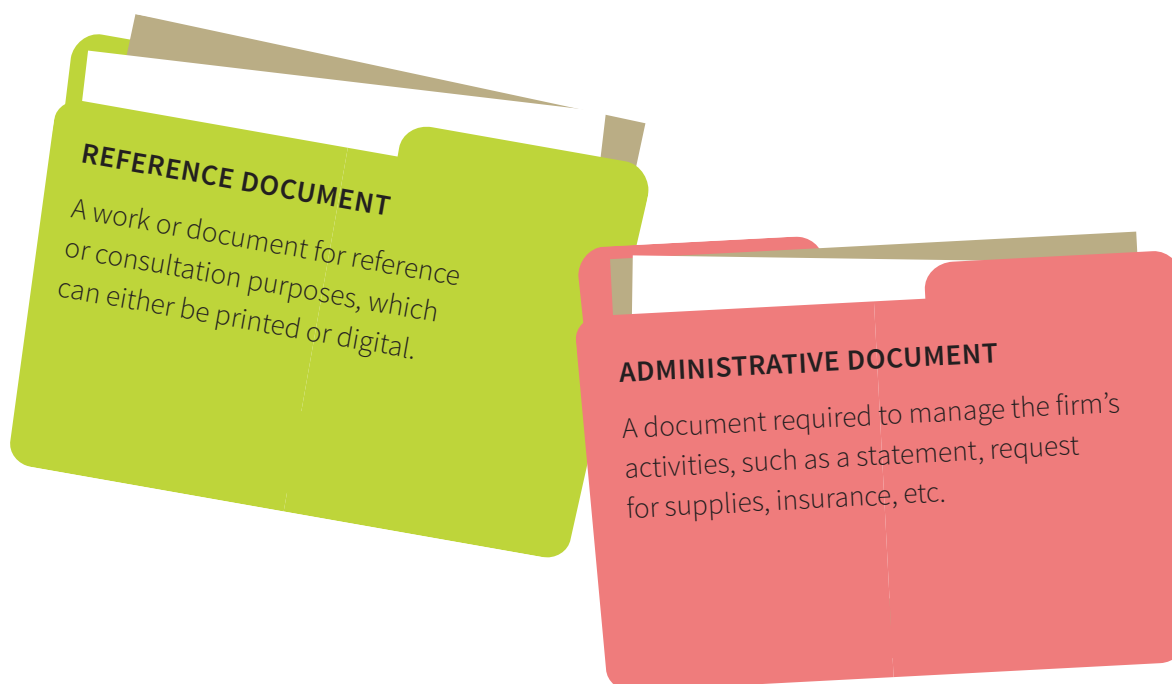 REFERENCE DOCUMENT
A work or document for reference
or consultation purposes, which
can either be printed or digital.
ADMINISTRATIVE DOCUMENT
A document required to manage the firm’s
activities, such as a statement, request
for supplies, insurance, etc.